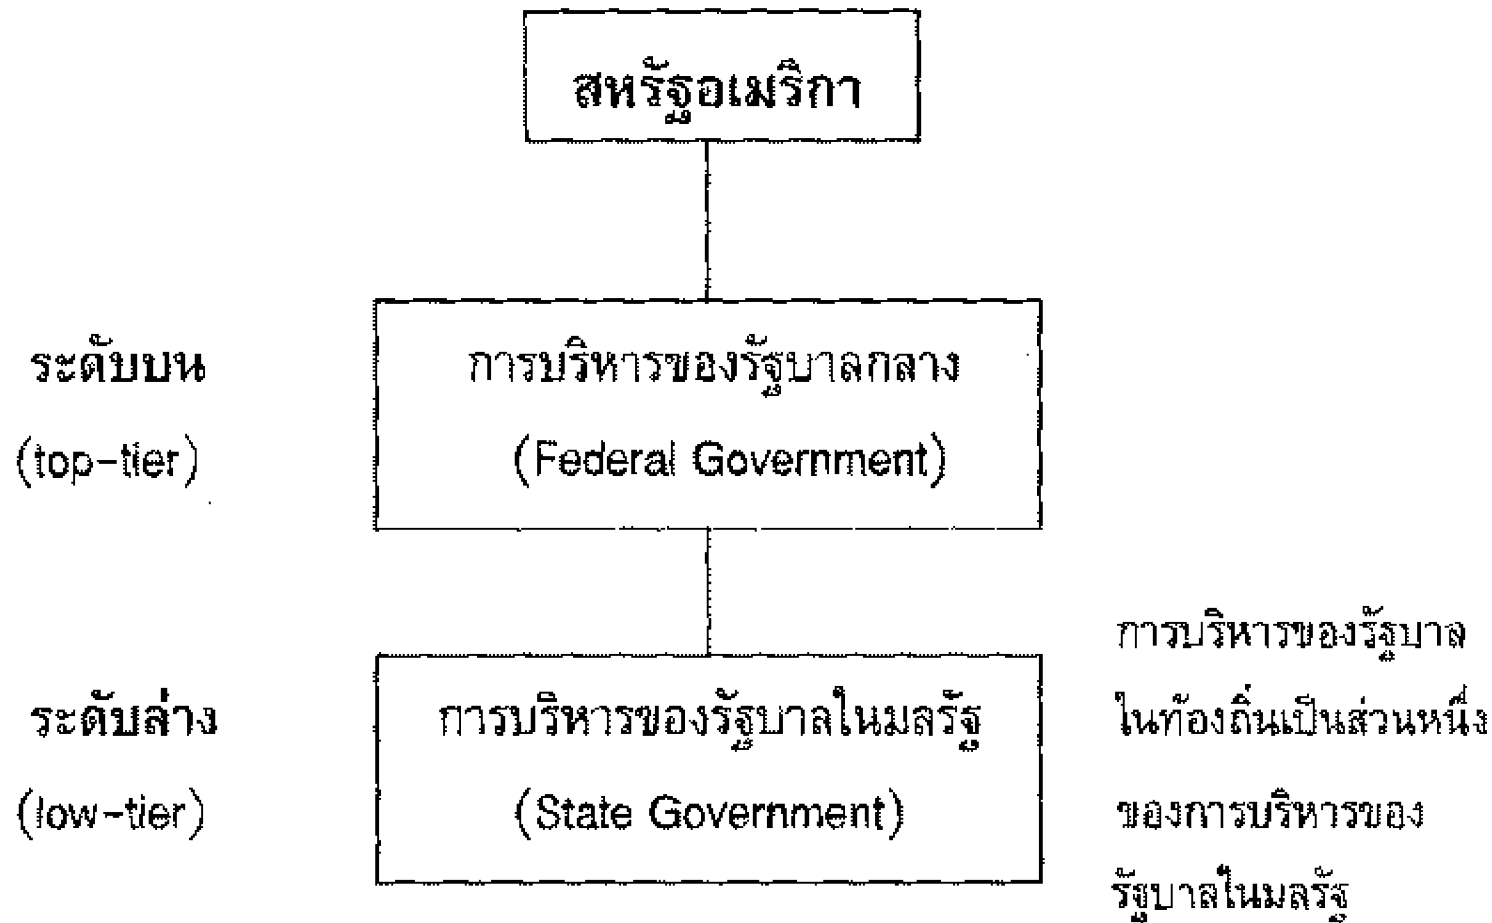 สหรัฐอเมริกา
ระดับบน
(top-tier)
การบริหารของรัฐบาลกลาง
(Federal Government)
ระดับล่าง
(low-tier)
การบริหารของรัฐบาลในมลรัฐ
(State Government)
การบริหารของรัฐบาล
ในท้องถิ่นเป็นส่วนหนึ่ง
ของการบริหารของ
รัฐบาลในมลรัฐ